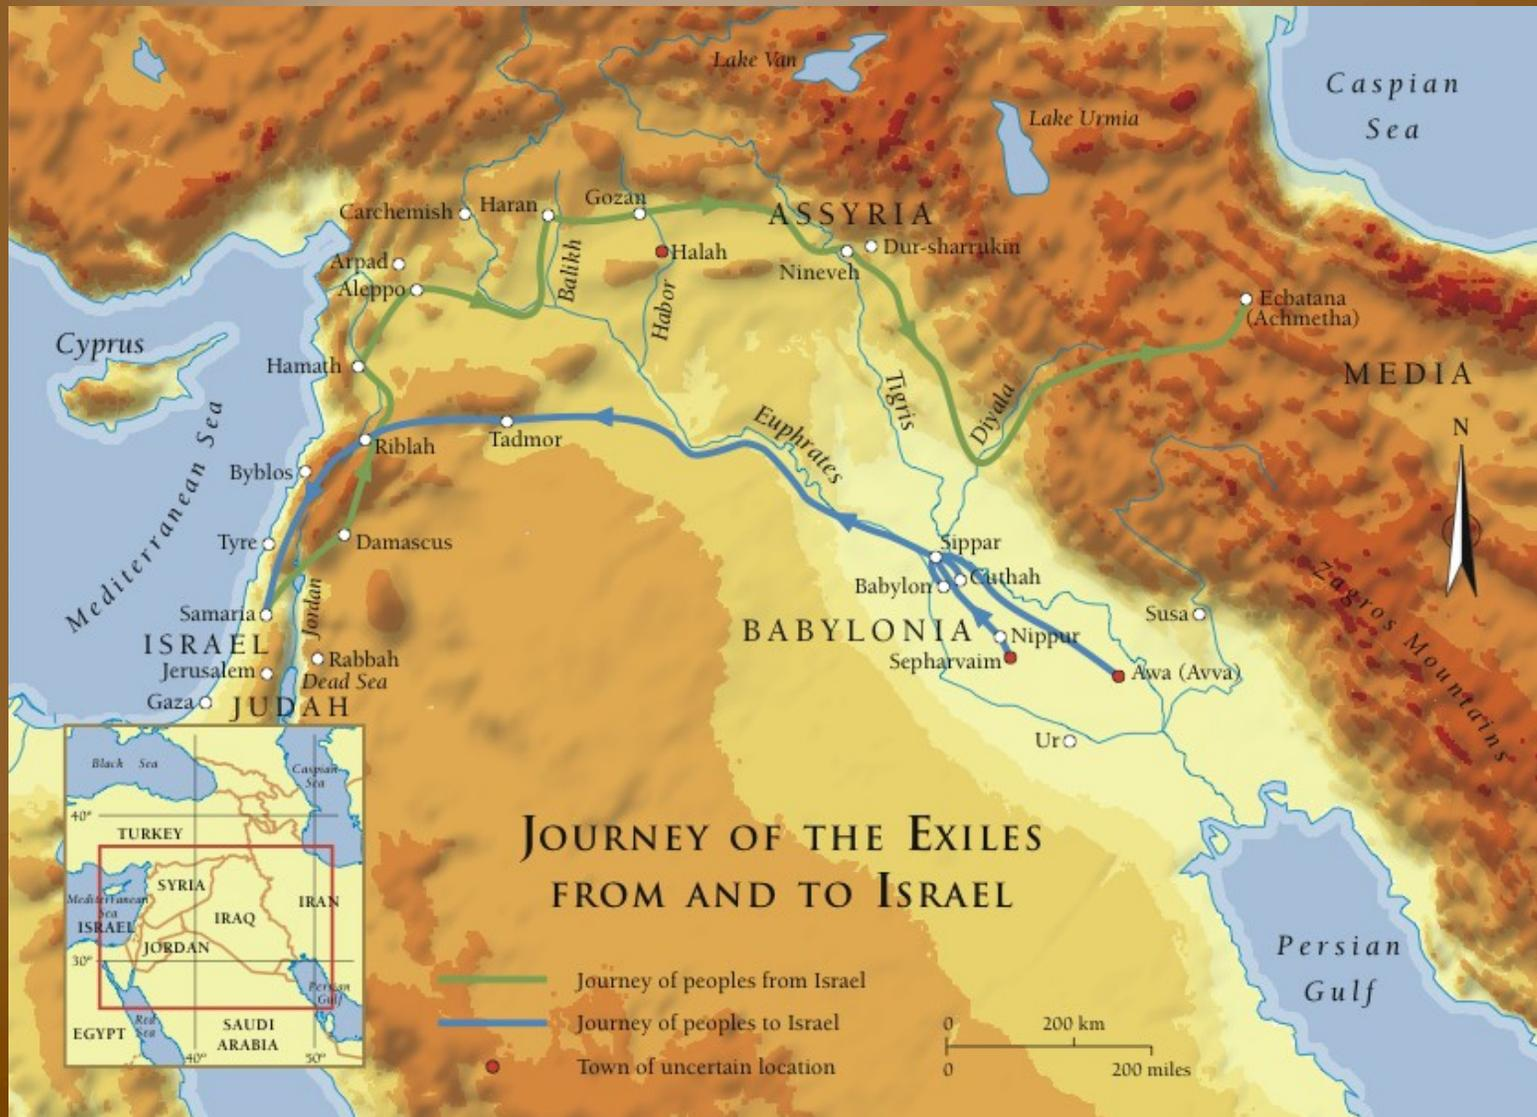 Lake Van
Caspian
Sea
Lake Urmia
Carchemish
Haran
Gozan
ASSYRIA
Dur-sharrukin
Halah
Arpad
Nineveh
Aleppo
Balikh
Habor
Ecbatana
(Achmetha)
Cyprus
Hamath
MEDIA
Tigris
Diyala
Mediterranean Sea
Tadmor
Euphrates
N
Riblah
Byblos
Tyre
Damascus
Sippar
Cuthah
Babylon
Jordan
Samaria
Susa
Zagros Mountains
ISRAEL
BABYLONIA
Nippur
Sepharvaim
Rabbah
Jerusalem
Dead Sea
Awa (Avva)
Gaza
JUDAH
Ur
Black Sea
Caspian
Sea
40°
TURKEY
SYRIA
Mediterranean
Sea
IRAN
IRAQ
ISRAEL
JORDAN
30°
Persian
Gulf
Red
Sea
EGYPT
SAUDI
ARABIA
40°
50°
JOURNEY OF THE EXILES
FROM AND TO ISRAEL
Persian
Gulf
Journey of peoples from Israel
Journey of peoples to Israel
Town of uncertain location
0 200 km
0 200 miles